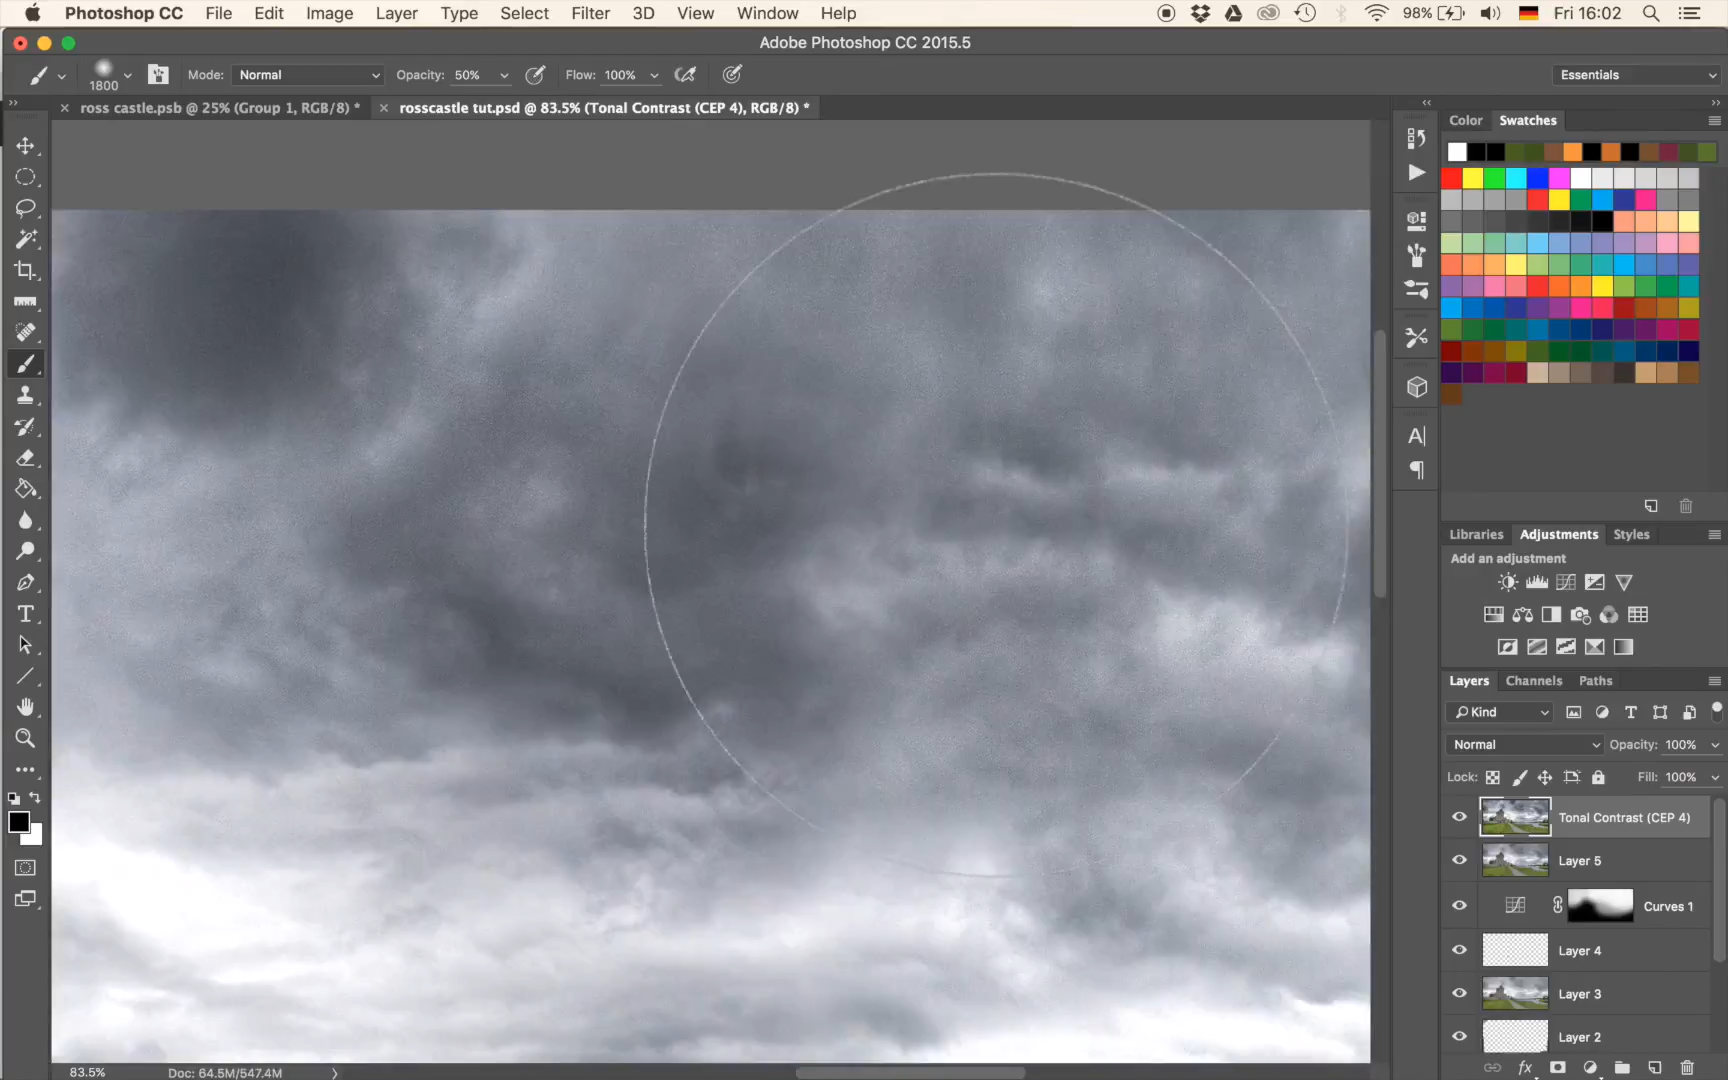 Photoshop CC File Edit Image Layer Type Select Filter 3D View Window Help 98% Fri 16:02
Adobe Photoshop CC 2015.5
1800 Mode: Normal Opacity: 50% Flow: 100% Essentials
ross castle.psb @ 25% (Group 1, RGB/8) * rosscastle tut.psd @ 83.5% (Tonal Contrast (CEP 4), RGB/8) *
Color Swatches
Libraries Adjustments Styles
Add an adjustment
Layers Channels Paths
Kind
Normal Opacity: 100%
Lock: Fill: 100%
Tonal Contrast (CEP 4)
Layer 5
Curves 1
Layer 4
Layer 3
Layer 2
83.5% Doc: 64.5M/547.4M